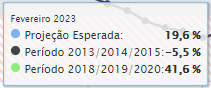 Fevereiro 2023
Projeção Esperada: 19,6 %
Período 2013/2014/2015: −5,5 %
Período 2018/2019/2020: 41,6 %